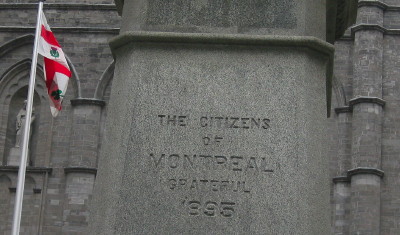 THE CITIZENS
OF
MONTREAL
GRATEFUL
1895